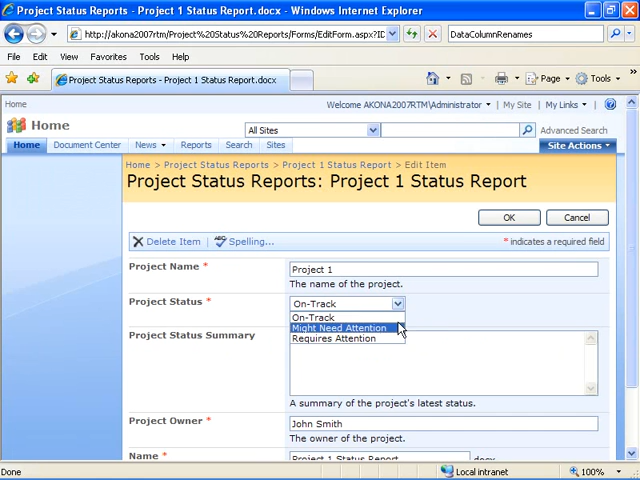 Project Status Reports - Project 1 Status Report.docx - Windows Internet Explorer
http://akona2007rtm/Project%20Status%20Reports/Forms/EditForm.aspx?ID
DataColumnRenames
File Edit View Favorites Tools Help
Project Status Reports - Project 1 Status Report.docx
Page Tools
Home Welcome AKONA2007RTM\Administrator | My Site | My Links
Home All Sites Advanced Search
Home Document Center News Reports Search Sites Site Actions
Home > Project Status Reports > Project 1 Status Report > Edit Item
Project Status Reports: Project 1 Status Report
OK Cancel
Delete Item | Spelling... * indicates a required field
Project Name * Project 1
The name of the project.
Project Status * On-Track
On-Track
Might Need Attention
Requires Attention
Project Status Summary
A summary of the project's latest status.
Project Owner * John Smith
The owner of the project.
Name * Project 1 Status Report .docx
Done Local intranet 100%